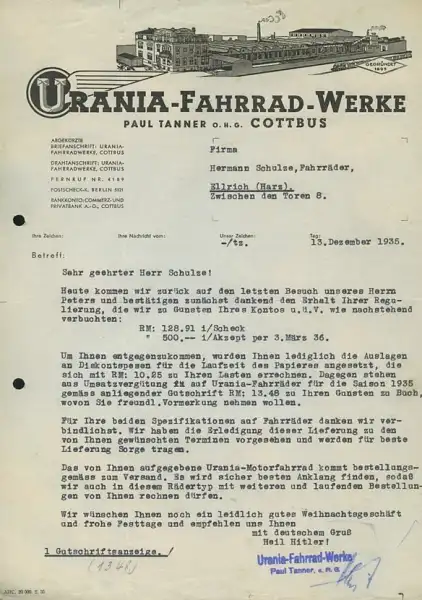 GEGRÜNDET
URANIA-FAHRRAD-WERKE
PAUL TANNER O.H.G. COTTBUS
ABGEKÜRZTE
BRIEFANSCHRIFT: URANIA-
FAHRRADWERKE, COTTBUS
DRAHTANSCHRIFT: URANIA-
FAHRRADWERKE, COTTBUS
FERNRUF NR. 4169
POSTSCHECK-K. BERLIN
BANKKONTO: COMMERZ-UND
PRIVATBANK A.-G., COTTBUS
Firma
Hermann Schulze, Fahrräder,
Ellrich (Harz).
Zwischen den Toren 8.
Ihre Zeichen: Ihre Nachricht vom: Unser Zeichen: Tag:
-/tz. 13.Dezember 1935.
Betreff:
Sehr geehrter Herr Schulze!
Heute kommen wir zurück auf den letzten Besuch unseres Herrn
Peters und bestätigen zunächst dankend den Erhalt Ihrer Regu-
lierung, die wir zu Gunsten Ihres Kontos u.ü.V. wie nachstehend
verbuchten:
RM: 128.91 i/Scheck
" 500.-- i/Akzept per 3.März 36.
Um Ihnen entgegenzukommen, wurden Ihnen lediglich die Auslagen
an Diskontspesen für die Laufzeit des Papieres angesetzt, die
sich mit RM: 10.25 zu Ihren Lasten errechnen. Dagegen stehen
aus Umsatzvergütung auf Urania-Fahrräder für die Saison 1935
gemäss anliegender Gutschrift RM: 13.48 zu Ihren Gunsten zu Buch,
wovon Sie freundl.Vormerkung nehmen wollen.
Für Ihre beiden Spezifikationen auf Fahrräder danken wir ver-
bindlichst. Wir haben die Erledigung dieser Lieferung zu den
von Ihnen gewünschten Terminen vorgesehen und werden für beste
Lieferung Sorge tragen.
Das von Ihnen aufgegebene Urania-Motorfahrrad kommt bestellungs-
gemäss zum Versand. Es wird sicher besten Anklang finden, sodaß
wir auch in diesem Rädertyp mit weiteren und laufenden Bestellun-
gen von Ihnen rechnen dürfen.
Wir wünschen Ihnen noch ein leidlich gutes Weihnachtsgeschäft
und frohe Festtage und empfehlen uns Ihnen
mit deutschem Gruß
Heil Hitler!
1 Gutschriftsanzeige. /
(13.48)
Urania-Fahrrad-Werke
Paul Tanner, o.H.G.